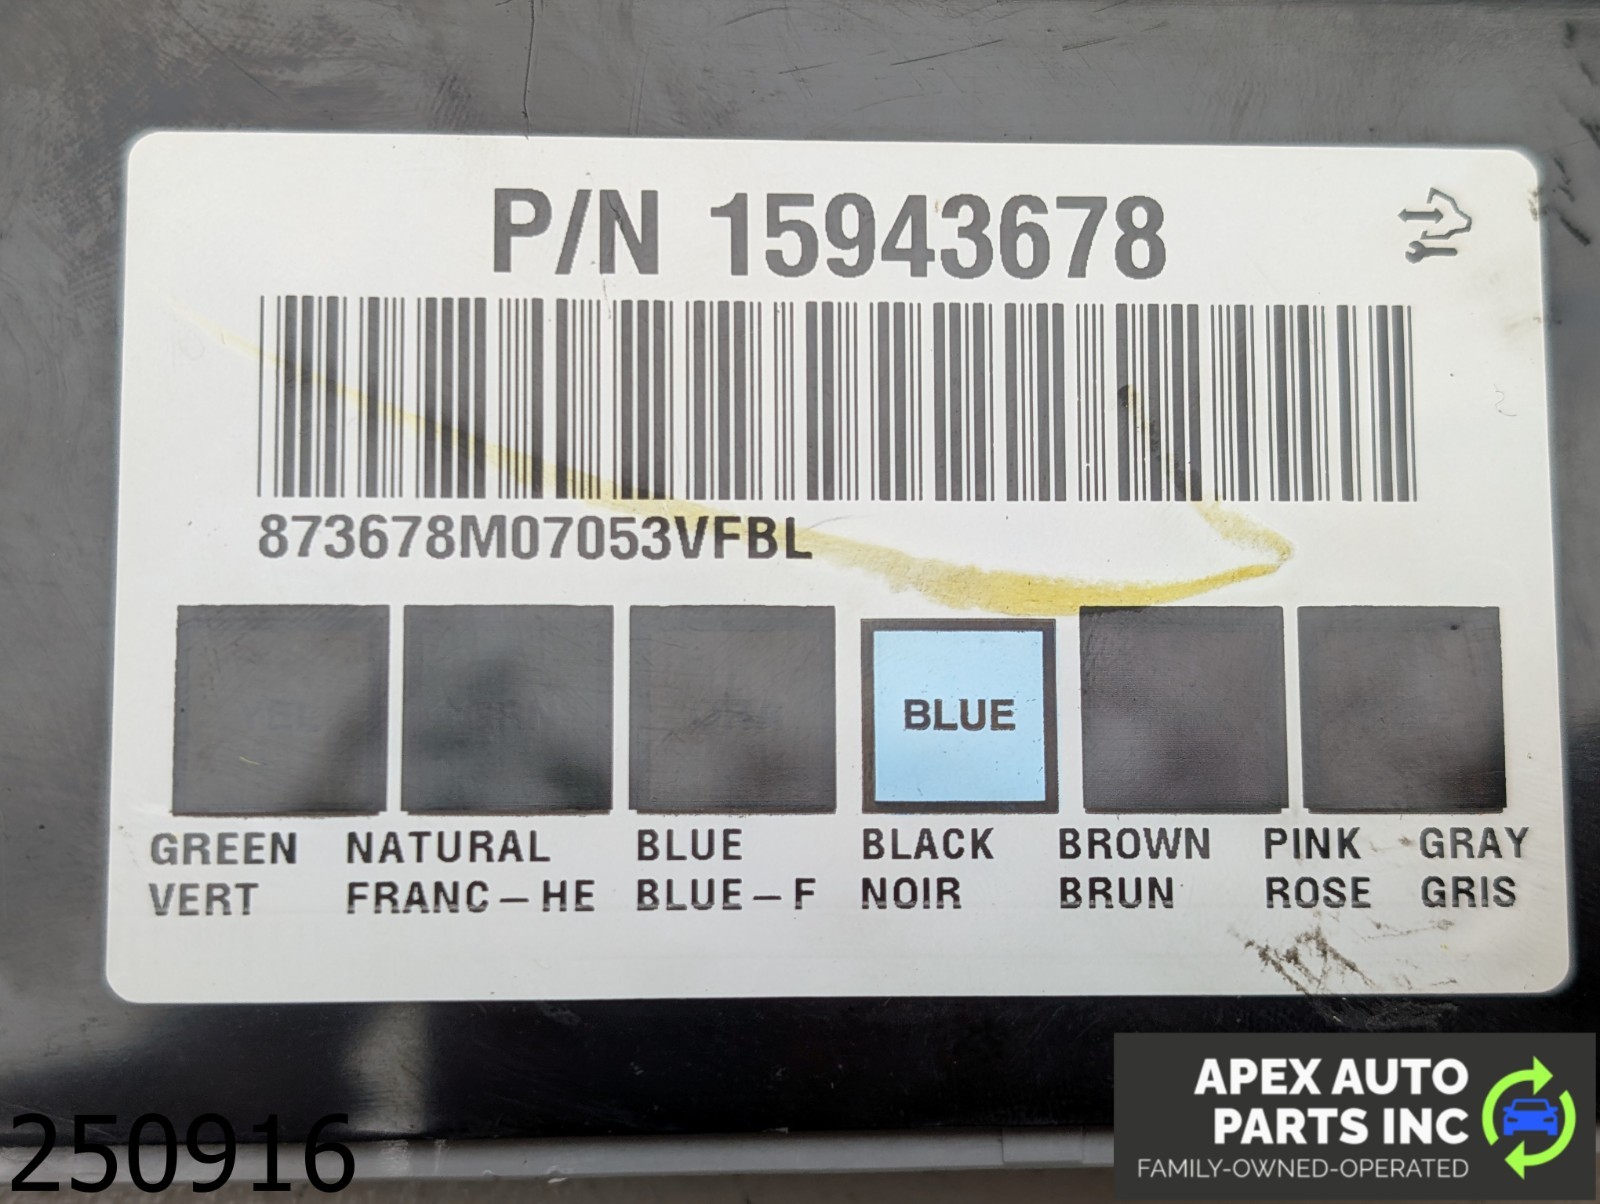 P/N 15943678
873678M07053VFBL
BLUE
GREEN NATURAL BLUE BLACK BROWN PINK GRAY
VERT FRANC-HE BLUE-F NOIR BRUN ROSE GRIS
250916
APEX AUTO
PARTS INC
FAMILY-OWNED-OPERATED